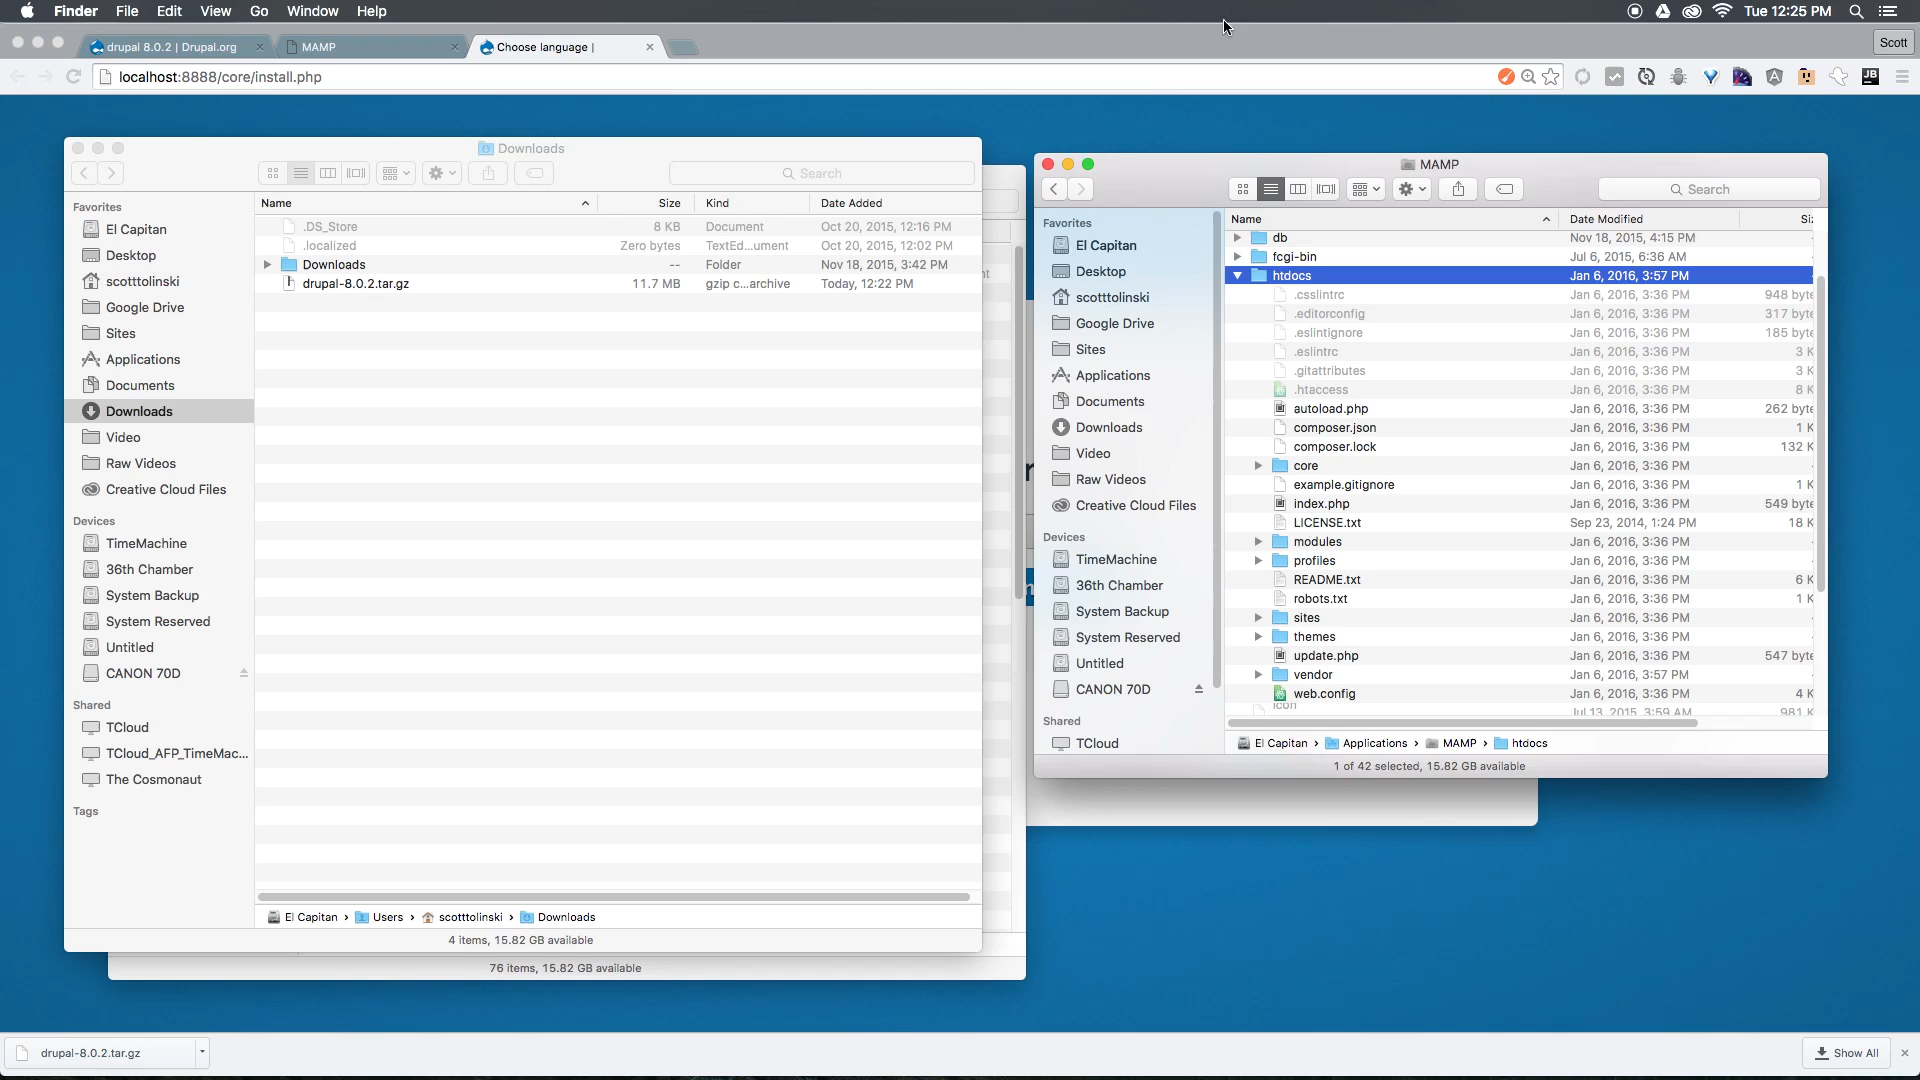 Finder File Edit View Go Window Help Tue 12:25 PM
drupal 8.0.2 | Drupal.org MAMP Choose language | Scott
localhost:8888/core/install.php JB
Downloads
Search
Name Size Kind Date Added
Favorites
El Capitan
Desktop
scotttolinski
Google Drive
Sites
Applications
Documents
Downloads
Video
Raw Videos
Creative Cloud Files
Devices
TimeMachine
36th Chamber
System Backup
System Reserved
Untitled
CANON 70D
Shared
TCloud
TCloud_AFP_TimeMac...
The Cosmonaut
Tags
.DS_Store 8 KB Document Oct 20, 2015, 12:16 PM
.localized Zero bytes TextEd...ument Oct 20, 2015, 12:02 PM
Downloads -- Folder Nov 18, 2015, 3:42 PM
drupal-8.0.2.tar.gz 11.7 MB gzip c...archive Today, 12:22 PM
El Capitan › Users › scotttolinski › Downloads
4 items, 15.82 GB available
76 items, 15.82 GB available
MAMP
Search
Name Date Modified Siz
Favorites
El Capitan
Desktop
scotttolinski
Google Drive
Sites
Applications
Documents
Downloads
Video
Raw Videos
Creative Cloud Files
Devices
TimeMachine
36th Chamber
System Backup
System Reserved
Untitled
CANON 70D
Shared
TCloud
db Nov 18, 2015, 4:15 PM
fcgi-bin Jul 6, 2015, 6:36 AM
htdocs Jan 6, 2016, 3:57 PM
.csslintrc Jan 6, 2016, 3:36 PM 948 byte
.editorconfig Jan 6, 2016, 3:36 PM 317 byte
.eslintignore Jan 6, 2016, 3:36 PM 185 byte
.eslintrc Jan 6, 2016, 3:36 PM 3 K
.gitattributes Jan 6, 2016, 3:36 PM 3 K
.htaccess Jan 6, 2016, 3:36 PM 8 K
autoload.php Jan 6, 2016, 3:36 PM 262 byte
composer.json Jan 6, 2016, 3:36 PM 1 K
composer.lock Jan 6, 2016, 3:36 PM 132 K
core Jan 6, 2016, 3:36 PM
example.gitignore Jan 6, 2016, 3:36 PM 1 K
index.php Jan 6, 2016, 3:36 PM 549 byte
LICENSE.txt Sep 23, 2014, 1:24 PM 18 K
modules Jan 6, 2016, 3:36 PM
profiles Jan 6, 2016, 3:36 PM
README.txt Jan 6, 2016, 3:36 PM 6 K
robots.txt Jan 6, 2016, 3:36 PM 1 K
sites Jan 6, 2016, 3:36 PM
themes Jan 6, 2016, 3:36 PM
update.php Jan 6, 2016, 3:36 PM 547 byte
vendor Jan 6, 2016, 3:57 PM
web.config Jan 6, 2016, 3:36 PM 4 K
icon Jul 13, 2015, 3:59 AM 981 K
El Capitan › Applications › MAMP › htdocs
1 of 42 selected, 15.82 GB available
drupal-8.0.2.tar.gz Show All